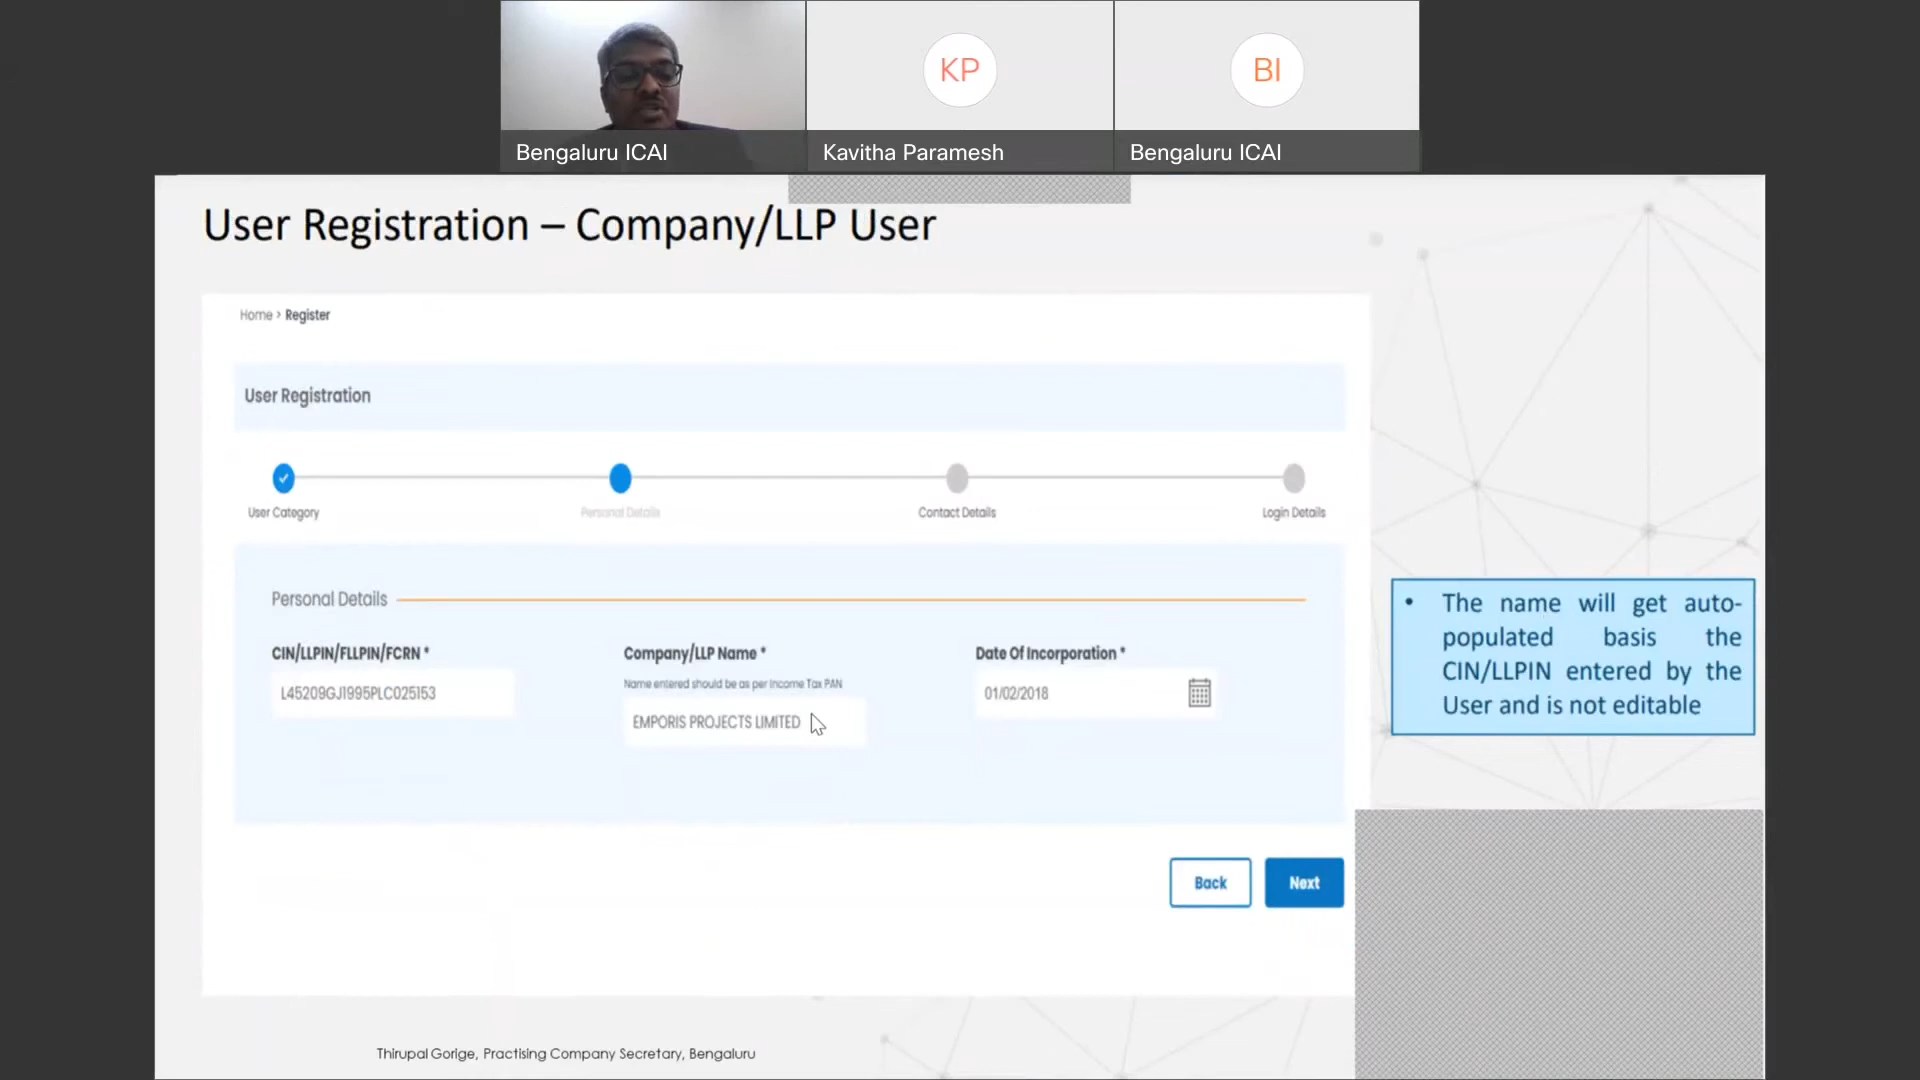 KP
BI
Bengaluru ICAI
Kavitha Paramesh
Bengaluru ICAI
User Registration – Company/LLP User
Home > Register
User Registration
User Category
Personal Details
Contact Details
Login Details
Personal Details
CIN/LLPIN/FLLPIN/FCRN *
Company/LLP Name *
Date Of Incorporation *
Name entered should be as per Income Tax PAN
L45209GJ1995PLC025153
EMPORIS PROJECTS LIMITED
01/02/2018
• The name will get auto-
populated basis the
CIN/LLPIN entered by the
User and is not editable
Back
Next
Thirupal Gorige, Practising Company Secretary, Bengaluru